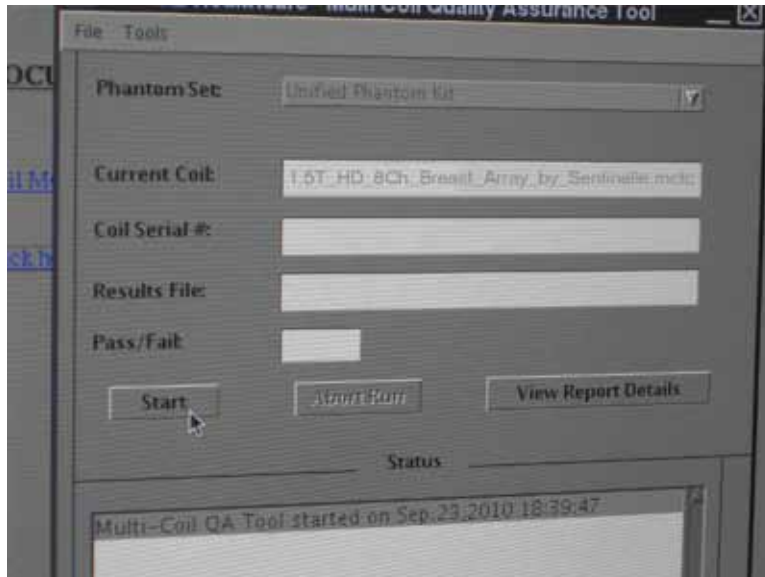 Healthcare - Multi Coil Quality Assurance Tool
File Tools
Phantom Set:
Unified Phantom Kit
Current Coil:
1.5T_HD_8Ch_Breast_Array_by_Sentinelle.mctc
Coil Serial #:
Results File:
Pass/Fail:
Start
Abort Run
View Report Details
Status
Multi-Coil QA Tool started on Sep.23,2010 18:39:47